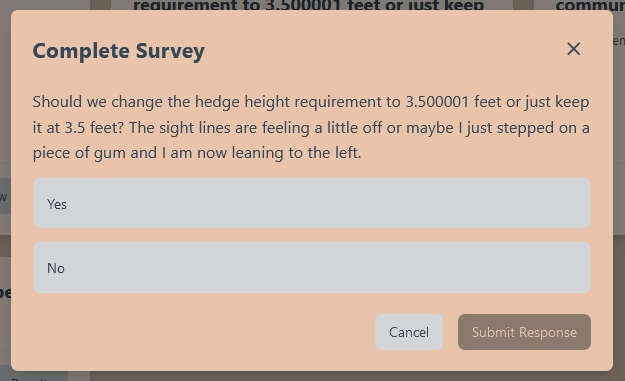 requirement to 3.500001 feet or just keep
Complete Survey
Should we change the hedge height requirement to 3.500001 feet or just keep
it at 3.5 feet? The sight lines are feeling a little off or maybe I just stepped on a
piece of gum and I am now leaning to the left.
Yes
No
Cancel
Submit Response